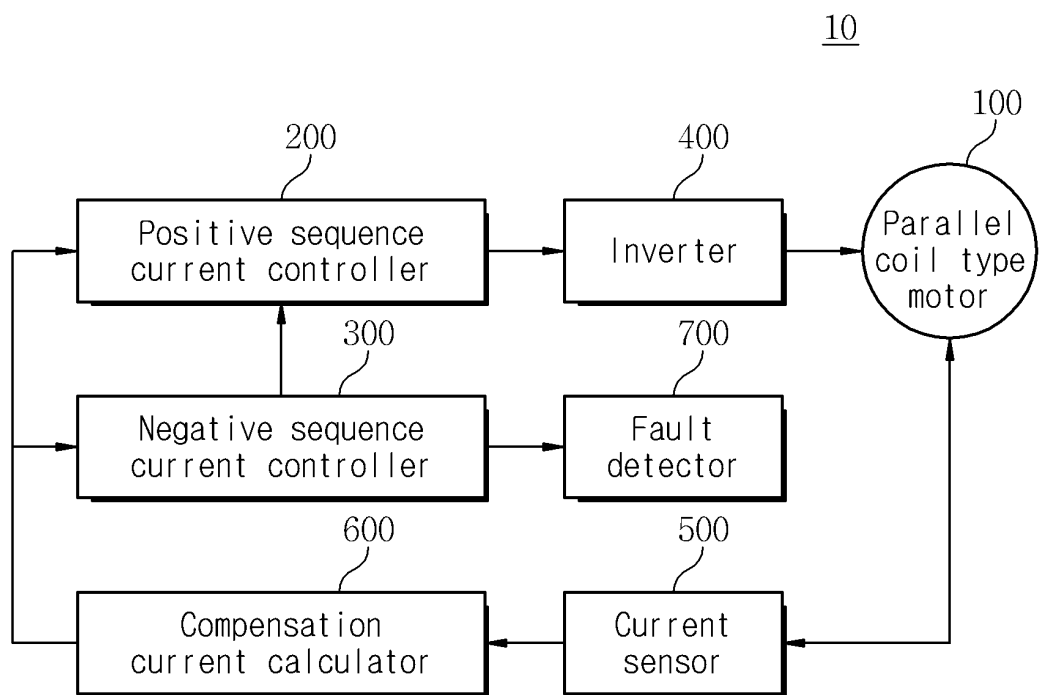 10
100
200
400
Positive sequence
current controller
Inverter
Parallel
coil type
motor
300
700
Negative sequence
current controller
Fault
detector
600
500
Compensation
current calculator
Current
sensor